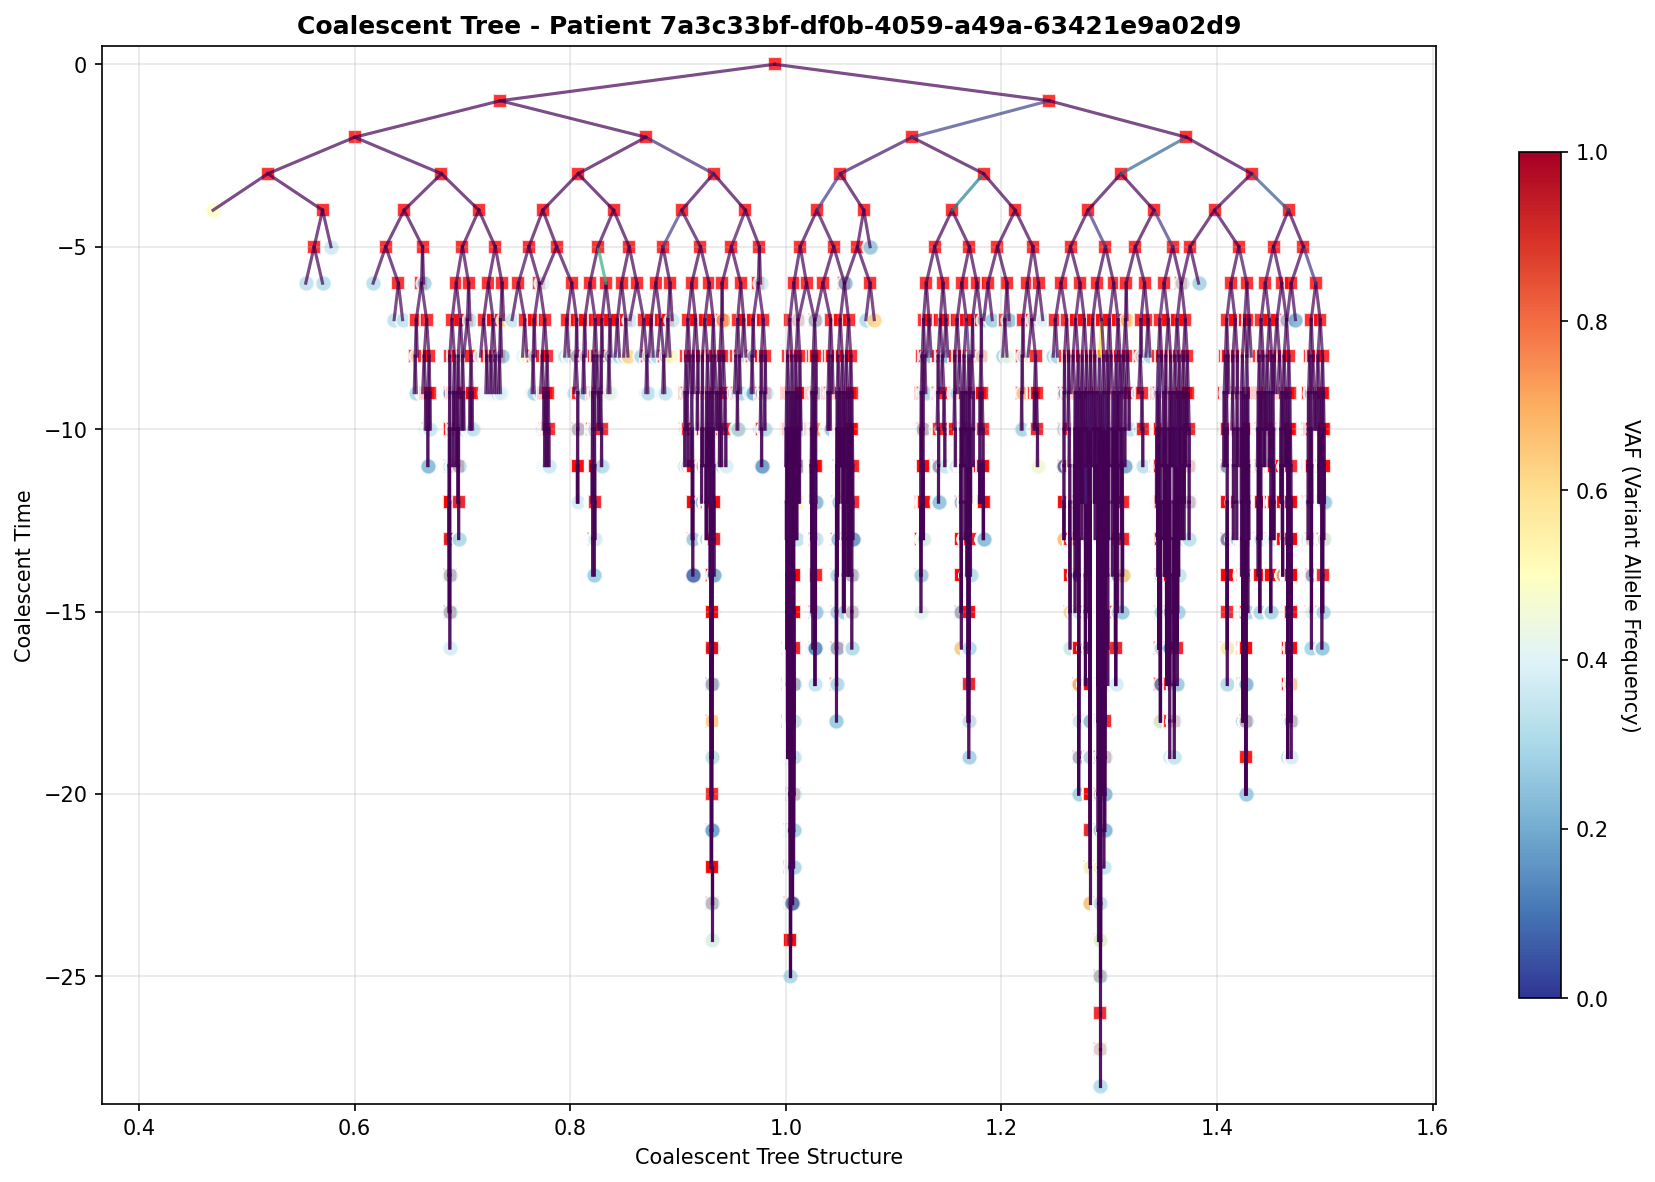 Coalescent Tree - Patient 7a3c33bf-df0b-4059-a49a-63421e9a02d9
0
−5
−10
−15
−20
−25
Coalescent Time
0.4 0.6 0.8 1.0 1.2 1.4 1.6
Coalescent Tree Structure
1.0
0.8
0.6
0.4
0.2
0.0
VAF (Variant Allele Frequency)